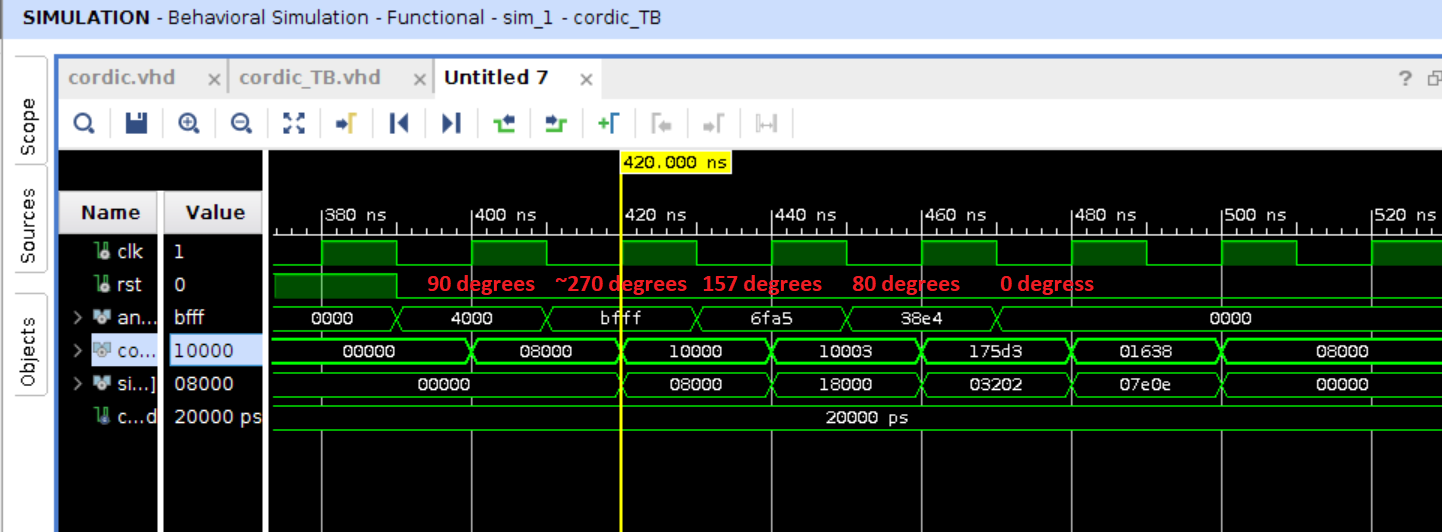 SIMULATION - Behavioral Simulation - Functional - sim_1 - cordic_TB
Scope
Sources
Objects
cordic.vhd × cordic_TB.vhd × Untitled 7 × ?
420.000 ns
Name Value
380 ns 400 ns 420 ns 440 ns 460 ns 480 ns 500 ns 520 ns
clk 1
rst 0 90 degrees ~270 degrees 157 degrees 80 degrees 0 degress
an... bfff 0000 4000 bfff 6fa5 38e4 0000
co... 10000 00000 08000 10000 10003 175d3 01638 08000
si...] 08000 00000 08000 18000 03202 07e0e 00000
c...d 20000 ps 20000 ps